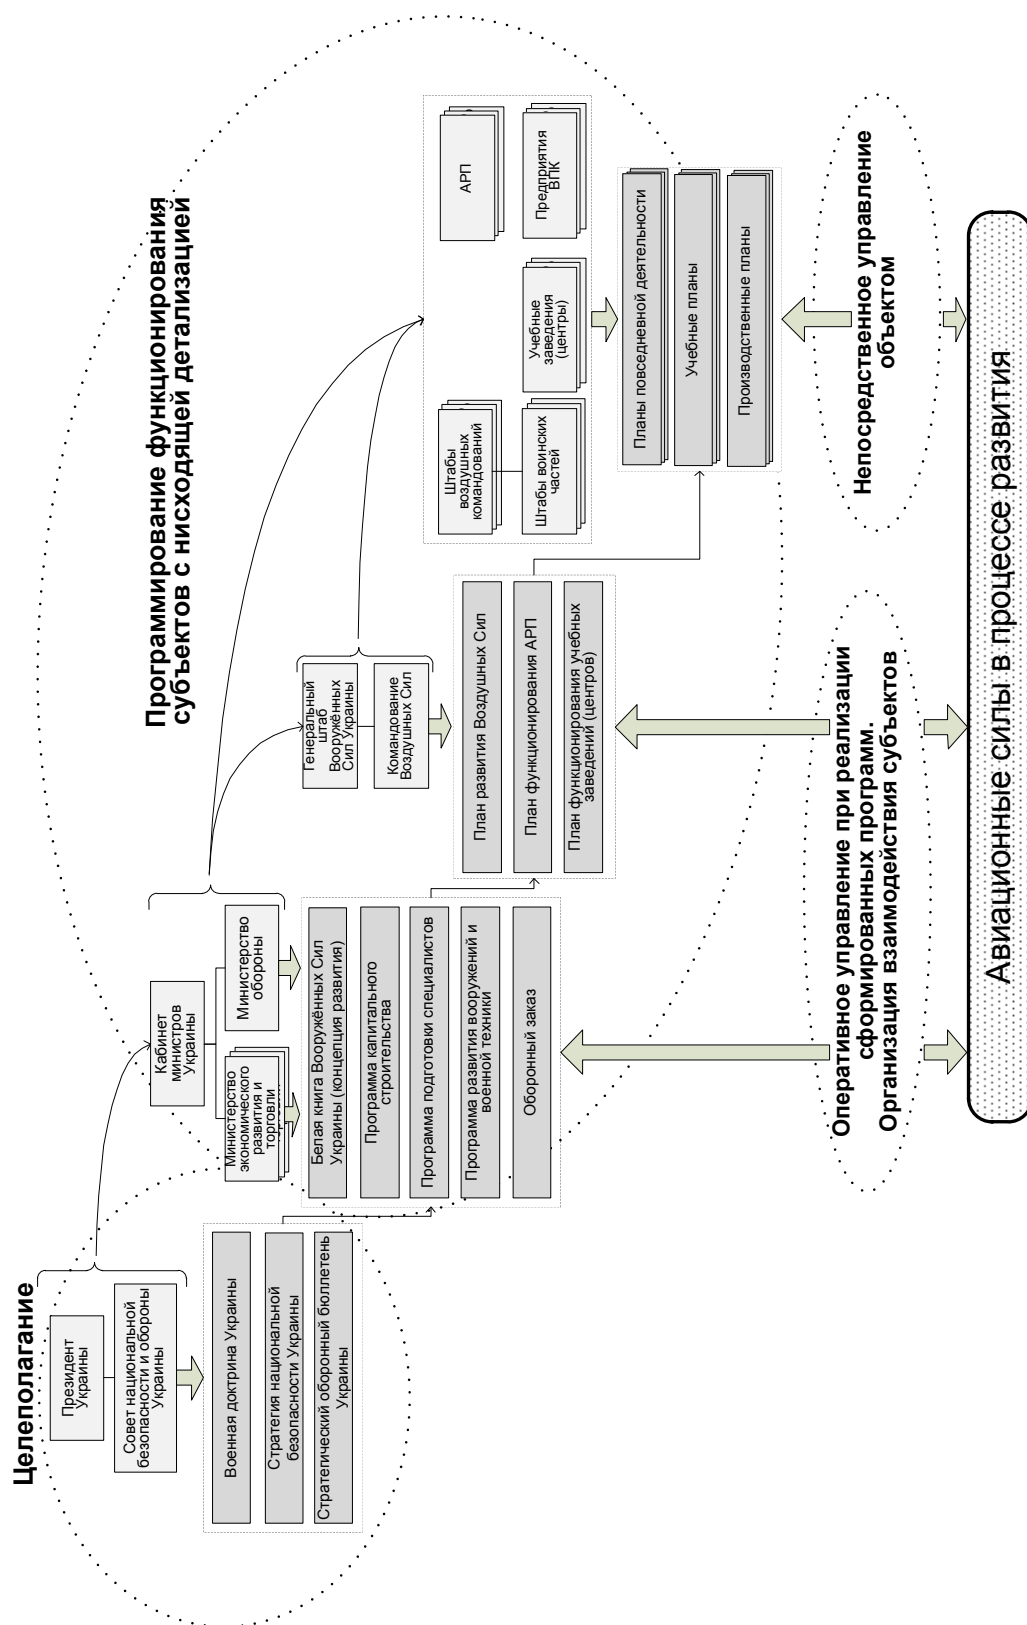 Целеполагание
Президент
Украины
Совет национальной
безопасности и обороны
Украины
Военная доктрина Украины
Стратегия национальной
безопасности Украины
Стратегический оборонный бюллетень
Украины
Программирование функционирования
субъектов с нисходящей детализацией
Кабинет
министров
Украины
Министерство
экономического
развития и
торговли
Министерство
обороны
Белая книга Вооружённых Сил
Украины (концепция развития)
Программа капитального
строительства
Программа подготовки специалистов
Программа развития вооружений и
военной техники
Оборонный заказ
Генеральный
штаб
Вооружённых
Сил Украины
Командование
Воздушных Сил
План развития Воздушных Сил
План функционирования АРП
План функционирования учебных
заведений (центров)
Штабы
воздушных
командований
Штабы воинских
частей
Учебные
заведения
(центры)
АРП
Предприятия
ВПК
Планы повседневной деятельности
Учебные планы
Производственные планы
Оперативное управление при реализации
сформированных программ.
Организация взаимодействия субъектов
Непосредственное управление
объектом
Авиационные силы в процессе развития